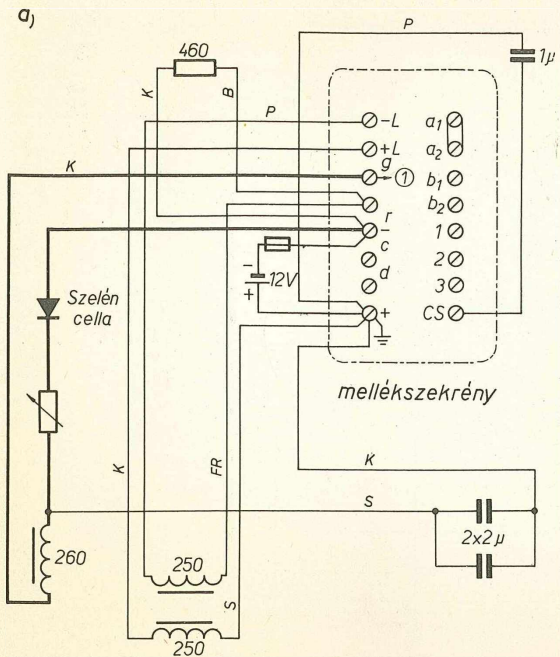 a)
460
P
1µ
K
B
P
-L
a1
+L
a2
K
g
1
b1
b2
r
-
1
c
-
12V
+
2
d
3
+
CS
Szelén
cella
mellékszekrény
K
FR
K
S
2x2µ
260
250
S
250